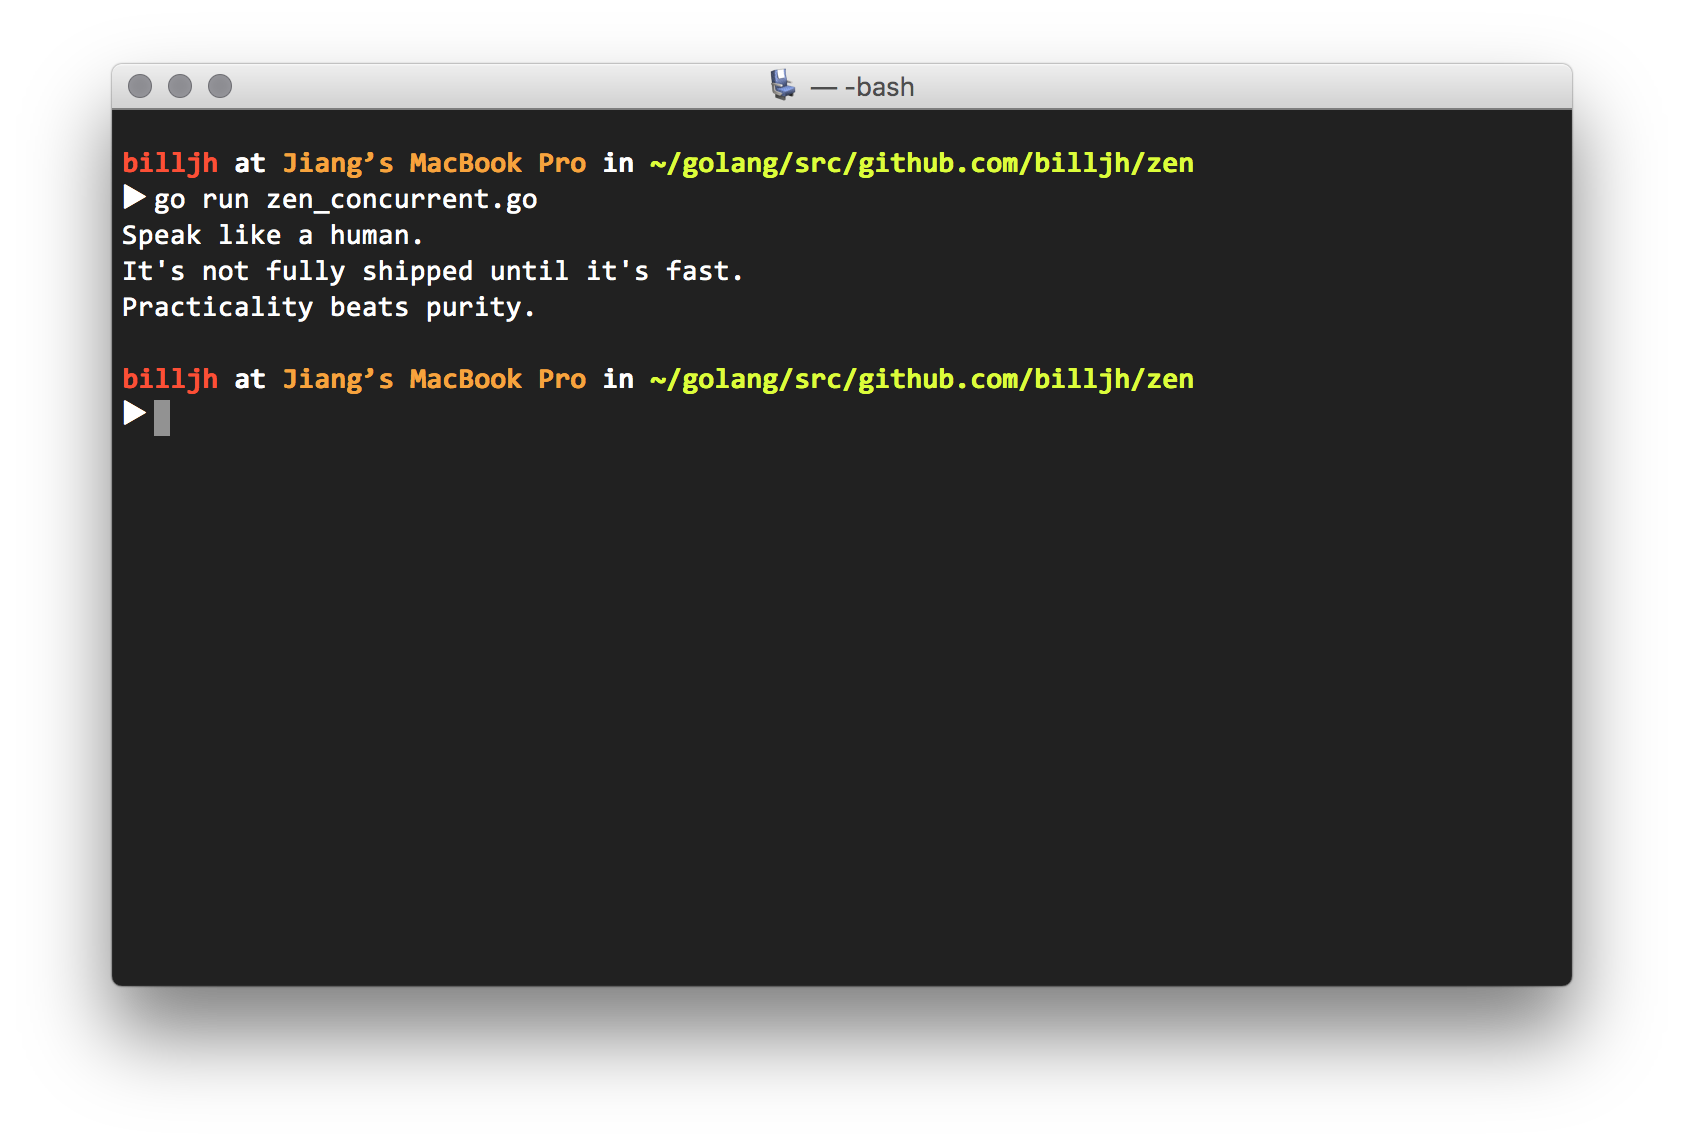 — -bash
billjh at Jiang’s MacBook Pro in ~/golang/src/github.com/billjh/zen
▶ go run zen_concurrent.go
Speak like a human.
It's not fully shipped until it's fast.
Practicality beats purity.
billjh at Jiang’s MacBook Pro in ~/golang/src/github.com/billjh/zen
▶